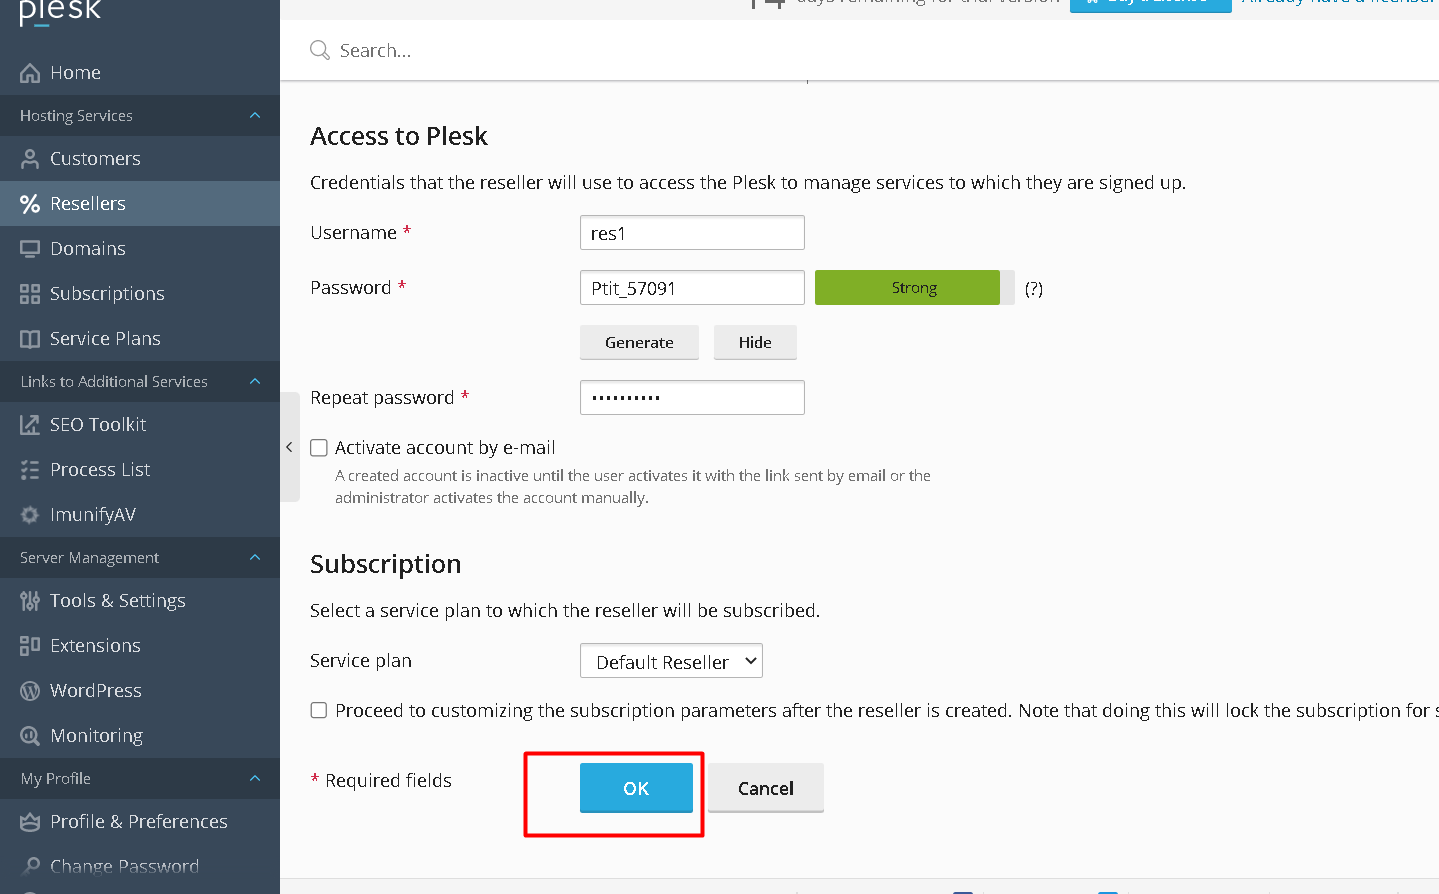 plesk
14 days remaining for trial version Buy a License Already have a license?
Search...
Home
Hosting Services
Customers
Resellers
Domains
Subscriptions
Service Plans
Links to Additional Services
SEO Toolkit
Process List
ImunifyAV
Server Management
Tools & Settings
Extensions
WordPress
Monitoring
My Profile
Profile & Preferences
Change Password
Access to Plesk
Credentials that the reseller will use to access the Plesk to manage services to which they are signed up.
Username * res1
Password * Ptit_57091 Strong (?)
Generate Hide
Repeat password * ••••••••••
Activate account by e-mail
A created account is inactive until the user activates it with the link sent by email or the
administrator activates the account manually.
Subscription
Select a service plan to which the reseller will be subscribed.
Service plan Default Reseller
Proceed to customizing the subscription parameters after the reseller is created. Note that doing this will lock the subscription for
* Required fields OK Cancel